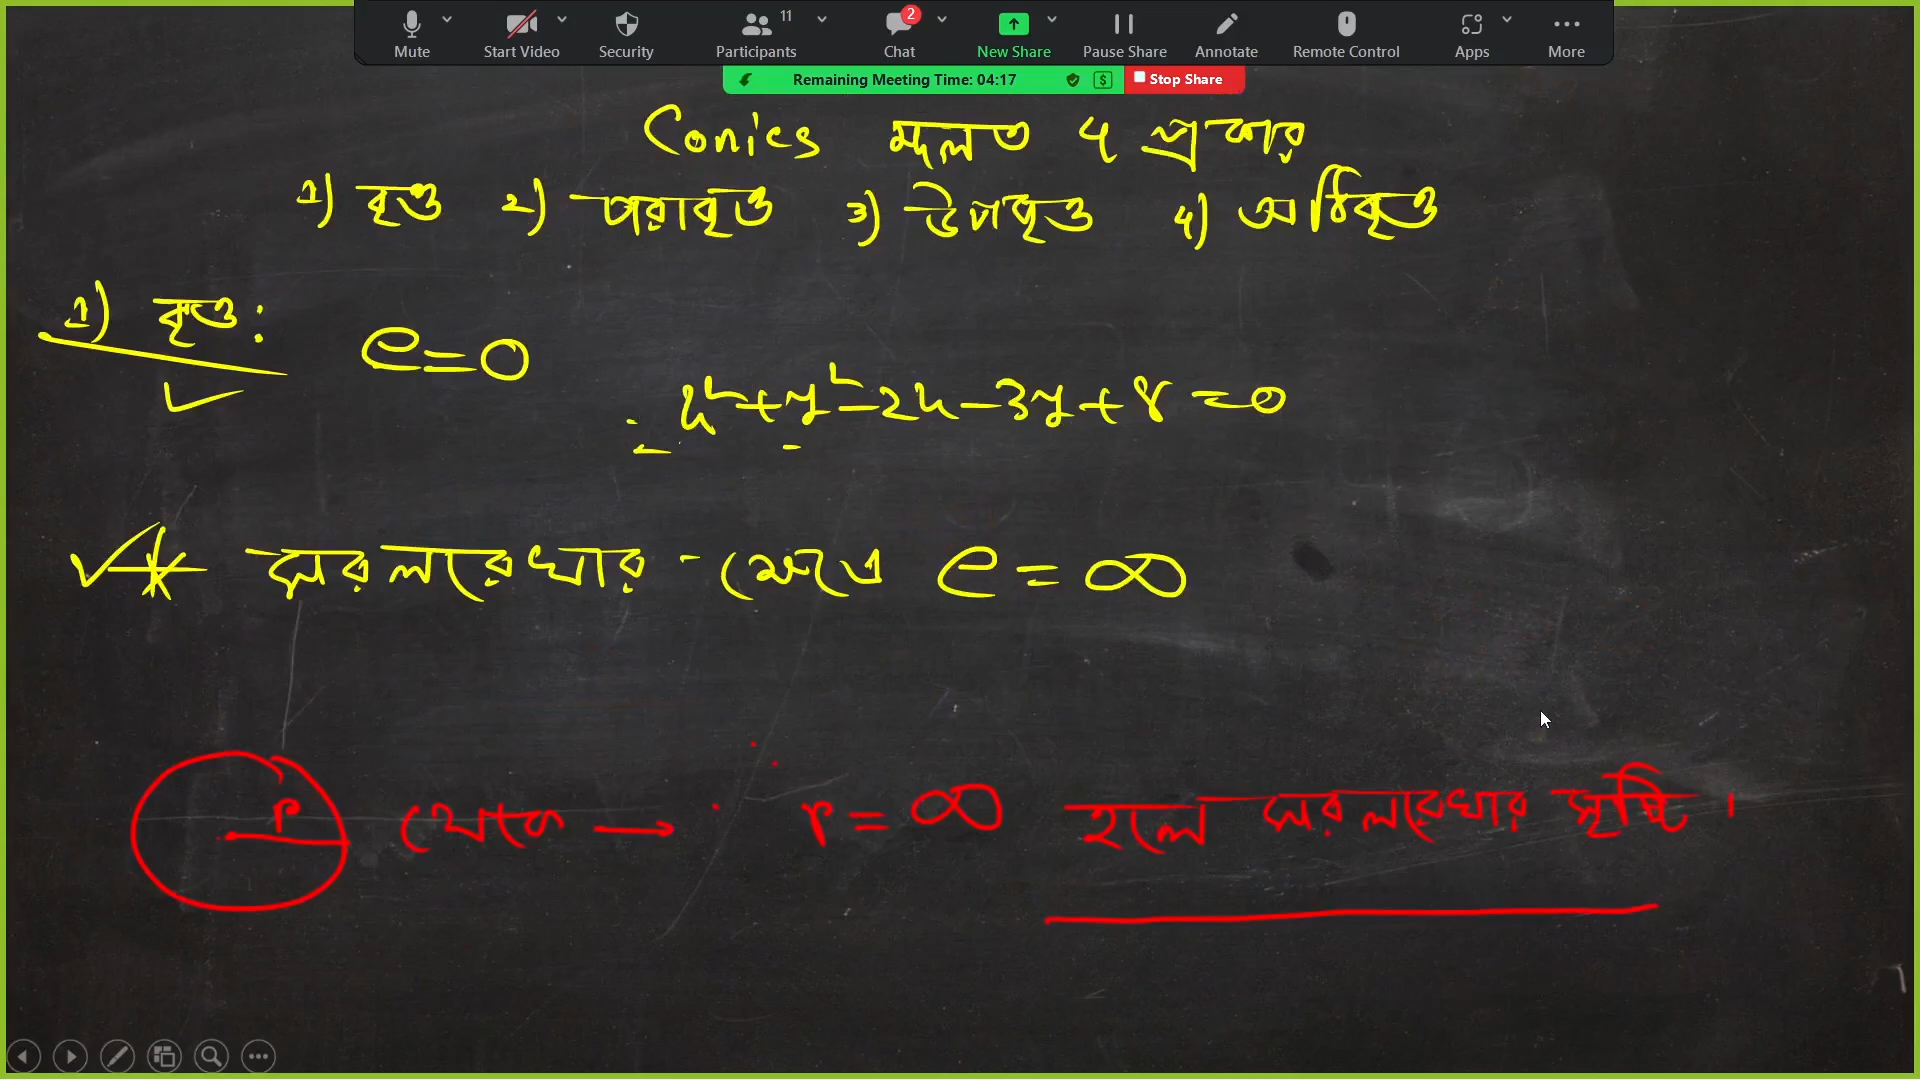 Mute Start Video Security Participants 11 Chat 2 New Share Pause Share Annotate Remote Control Apps More
Remaining Meeting Time: 04:17 $ Stop Share
Conics মূলত ৪ প্রকার
১) বৃত্ত ২) পরাবৃত্ত ৩) উপবৃত্ত ৪) অধিবৃত্ত
১) বৃত্ত:
e=0
x²+y²-2x-3y+8=0
* সরলরেখার ক্ষেত্রে e = ∞
r থেকে → r = ∞ হলে সরলরেখার সৃষ্টি।